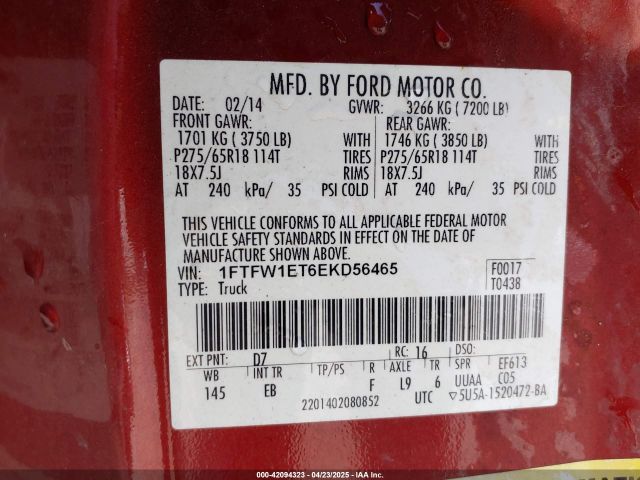 MFD. BY FORD MOTOR CO.
DATE: 02/14 GVWR: 3266 KG ( 7200 LB)
FRONT GAWR: REAR GAWR:
1701 KG ( 3750 LB) WITH 1746 KG ( 3850 LB) WITH
P275/65R18 114T TIRES P275/65R18 114T TIRES
18X7.5J RIMS 18X7.5J RIMS
AT 240 kPa/ 35 PSI COLD AT 240 kPa/ 35 PSI COLD
THIS VEHICLE CONFORMS TO ALL APPLICABLE FEDERAL MOTOR
VEHICLE SAFETY STANDARDS IN EFFECT ON THE DATE OF
MANUFACTURE SHOWN ABOVE.
VIN: 1FTFW1ET6EKD56465 F0017
TYPE: Truck T0438
EXT PNT: D7 RC: 16 DSO:
WB INT TR TP/PS R AXLE TR SPR EF613
145 EB F L9 6 UUAA C05
2201402080852 UTC ▽5U5A-1520472-BA
00-42094323 - 04/23/2025 - IAAI.com